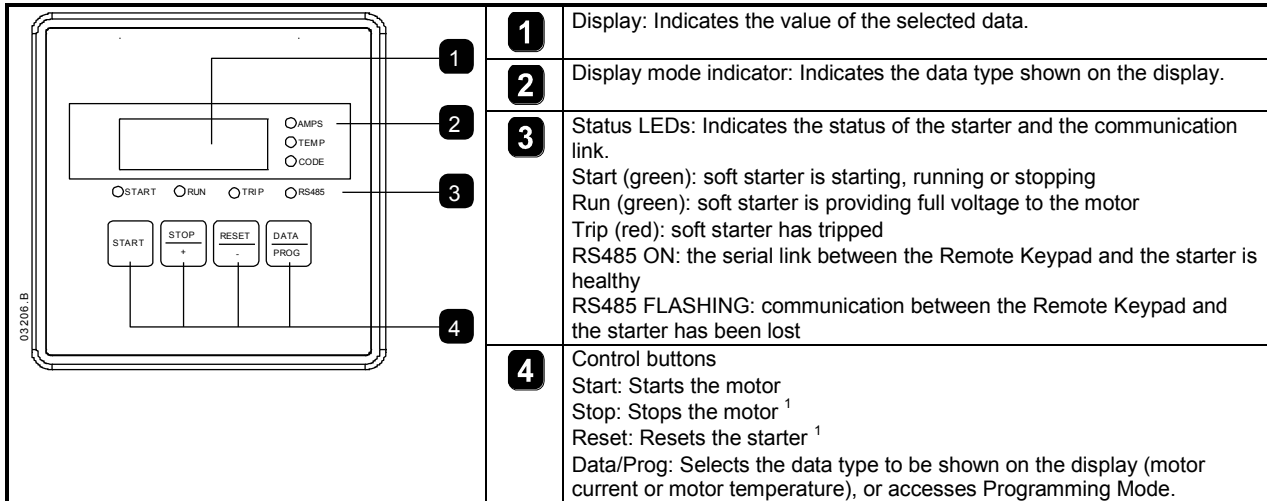 1
2
3
4
AMPS
TEMP
CODE
START RUN TRIP RS485
START
STOP
+
RESET
-
DATA
PROG
03206.B
1
Display: Indicates the value of the selected data.
2
Display mode indicator: Indicates the data type shown on the display.
3
Status LEDs: Indicates the status of the starter and the communication
link.
Start (green): soft starter is starting, running or stopping
Run (green): soft starter is providing full voltage to the motor
Trip (red): soft starter has tripped
RS485 ON: the serial link between the Remote Keypad and the starter is
healthy
RS485 FLASHING: communication between the Remote Keypad and
the starter has been lost
4
Control buttons
Start: Starts the motor
Stop: Stops the motor 1
Reset: Resets the starter 1
Data/Prog: Selects the data type to be shown on the display (motor
current or motor temperature), or accesses Programming Mode.